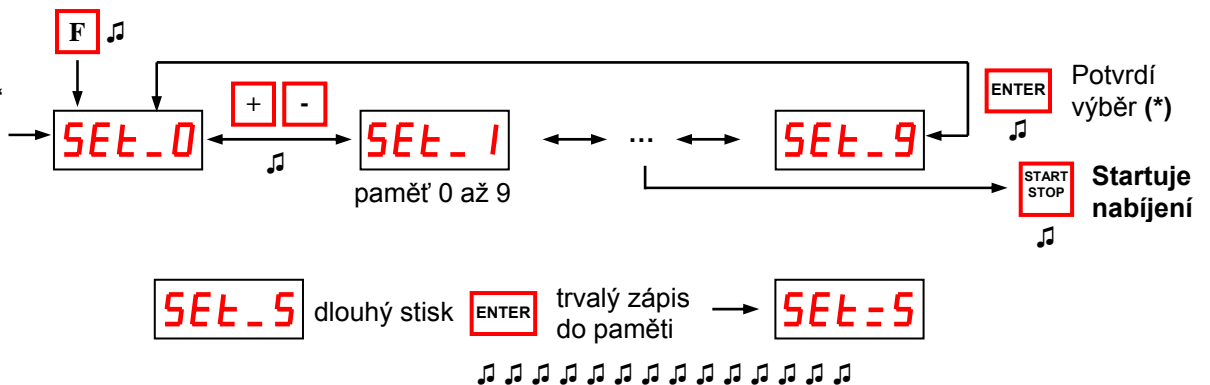 F ♫
+ -
SEt_0
♫
SEt_1
...
SEt_9
ENTER
♫
Potvrdí
výběr (*)
paměť 0 až 9
START
STOP
♫
Startuje
nabíjení
SEt_5 dlouhý stisk ENTER
trvalý zápis
do paměti
SEt=5
♫ ♫ ♫ ♫ ♫ ♫ ♫ ♫ ♫ ♫ ♫ ♫ ♫ ♫